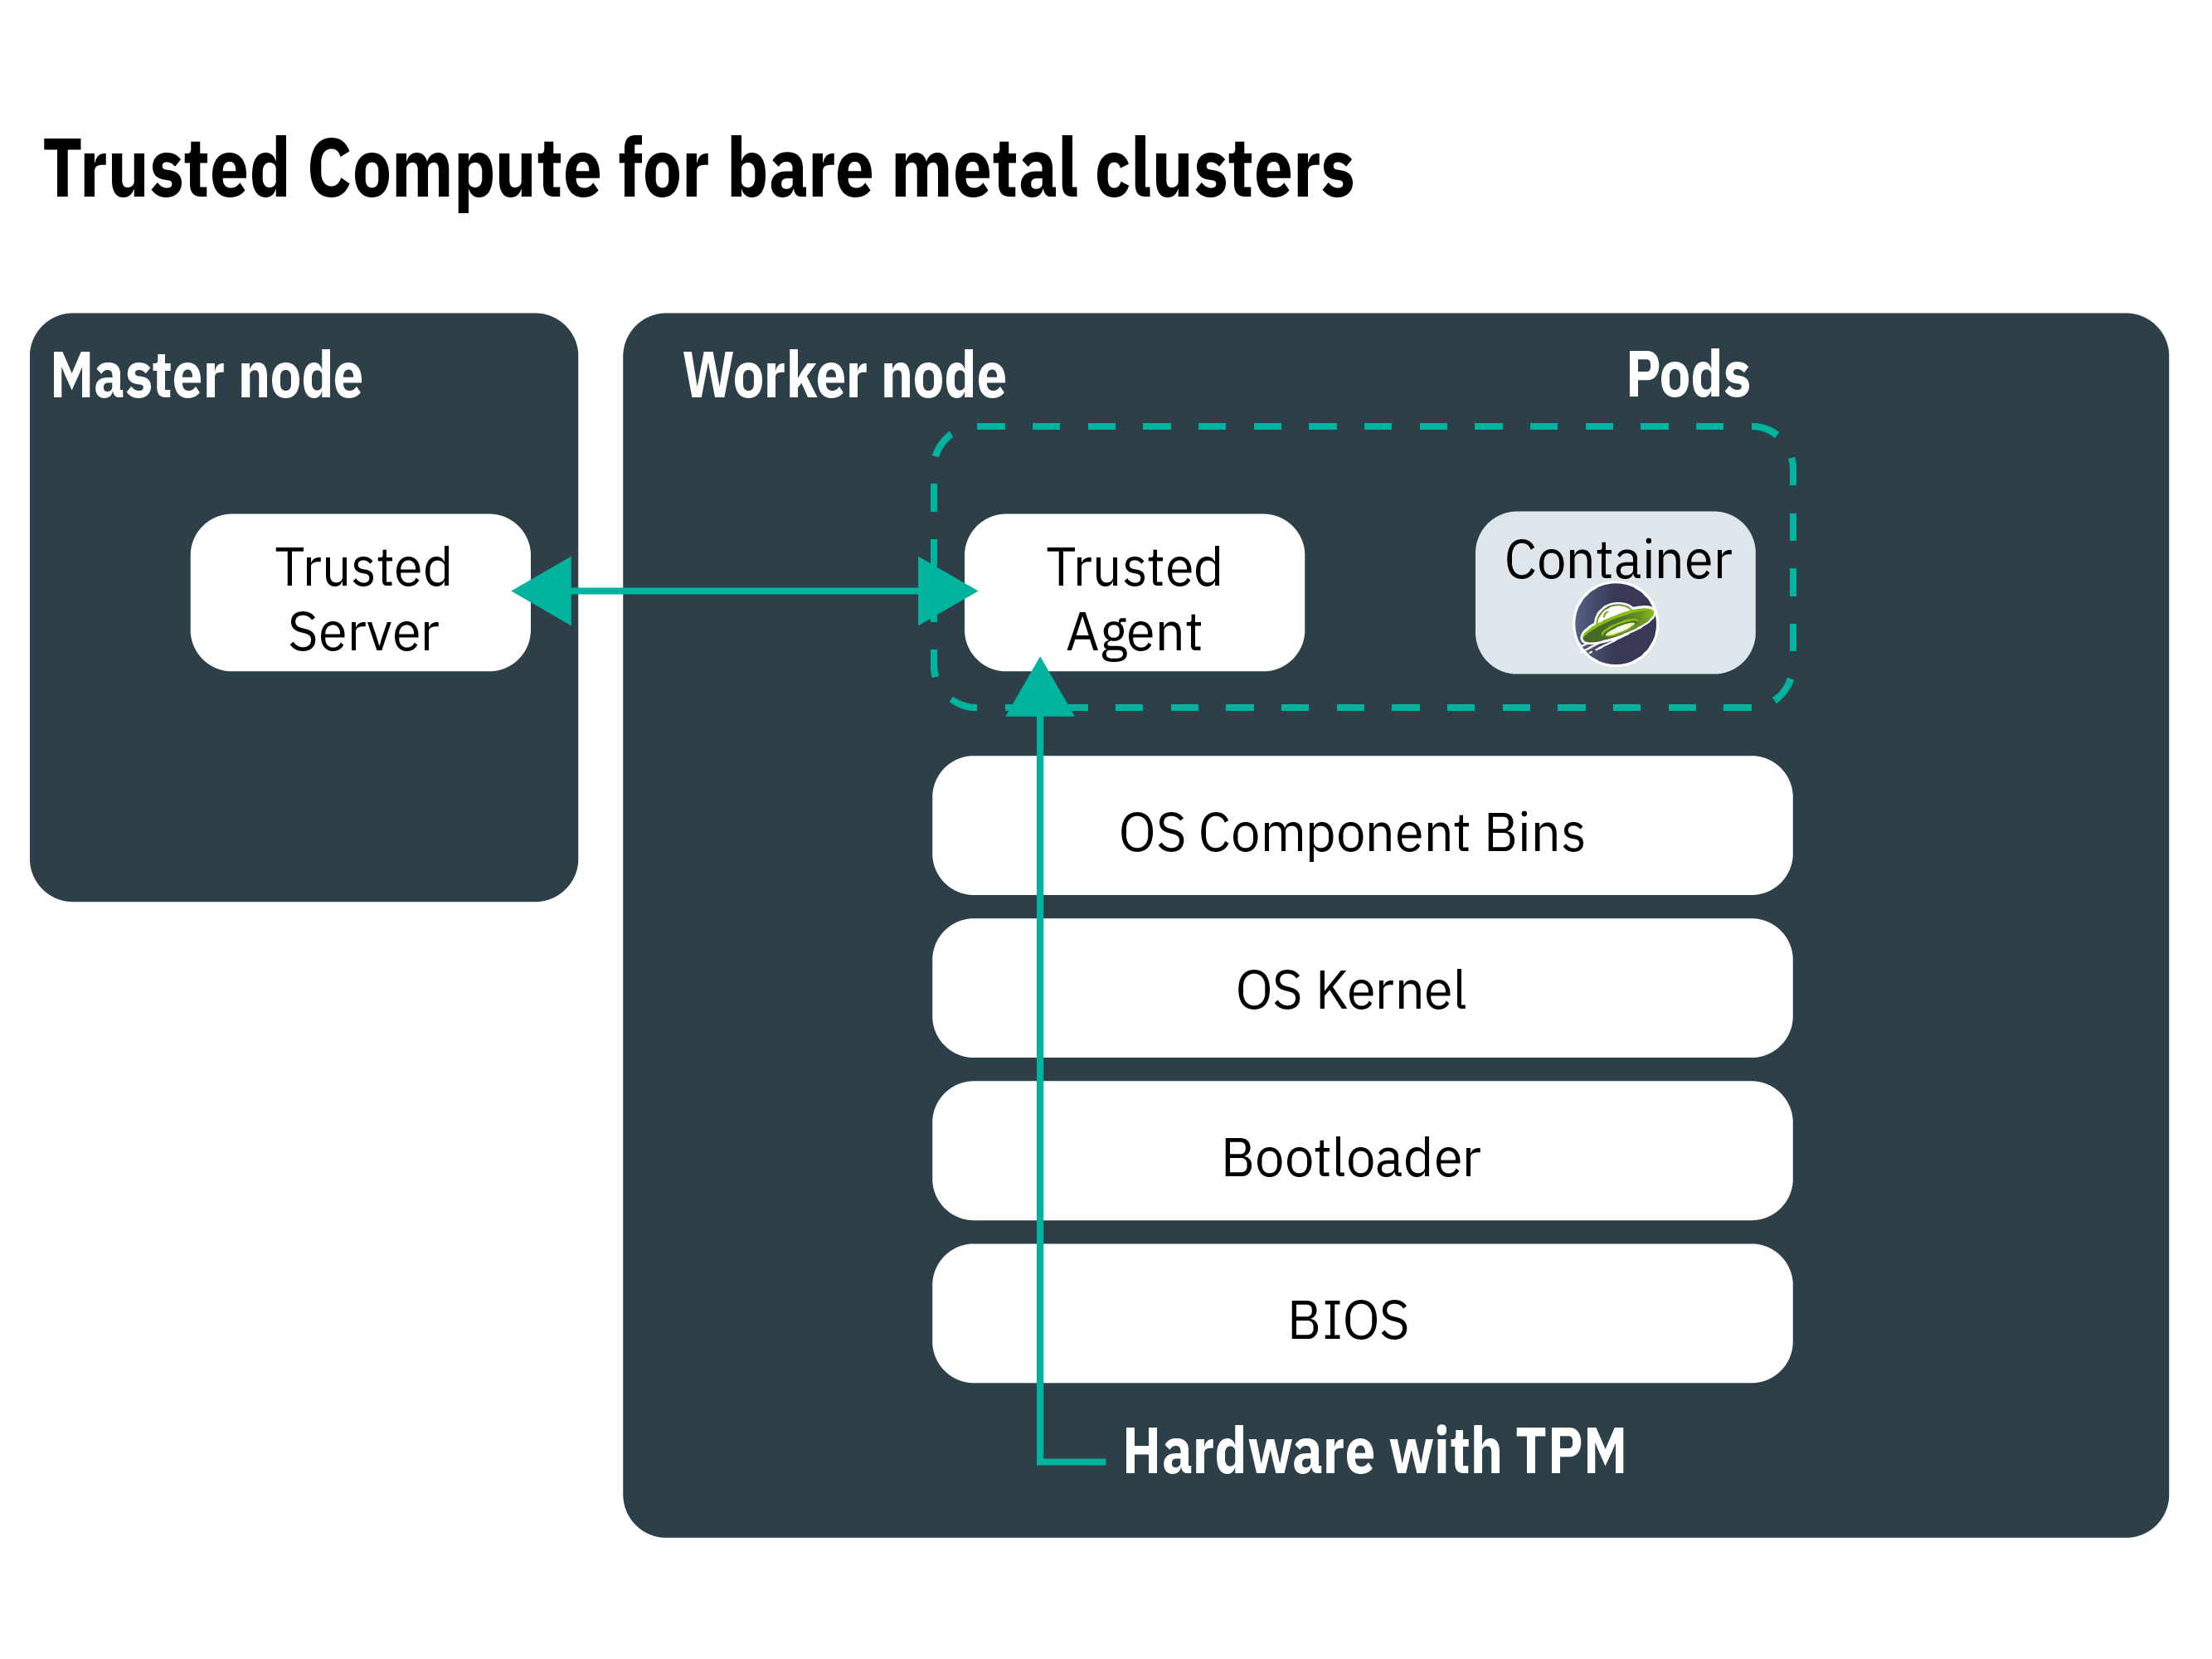 Trusted Compute for bare metal clusters
Master node
Trusted
Server
Worker node
Pods
Trusted
Agent
Container
OS Component Bins
OS Kernel
Bootloader
BIOS
Hardware with TPM